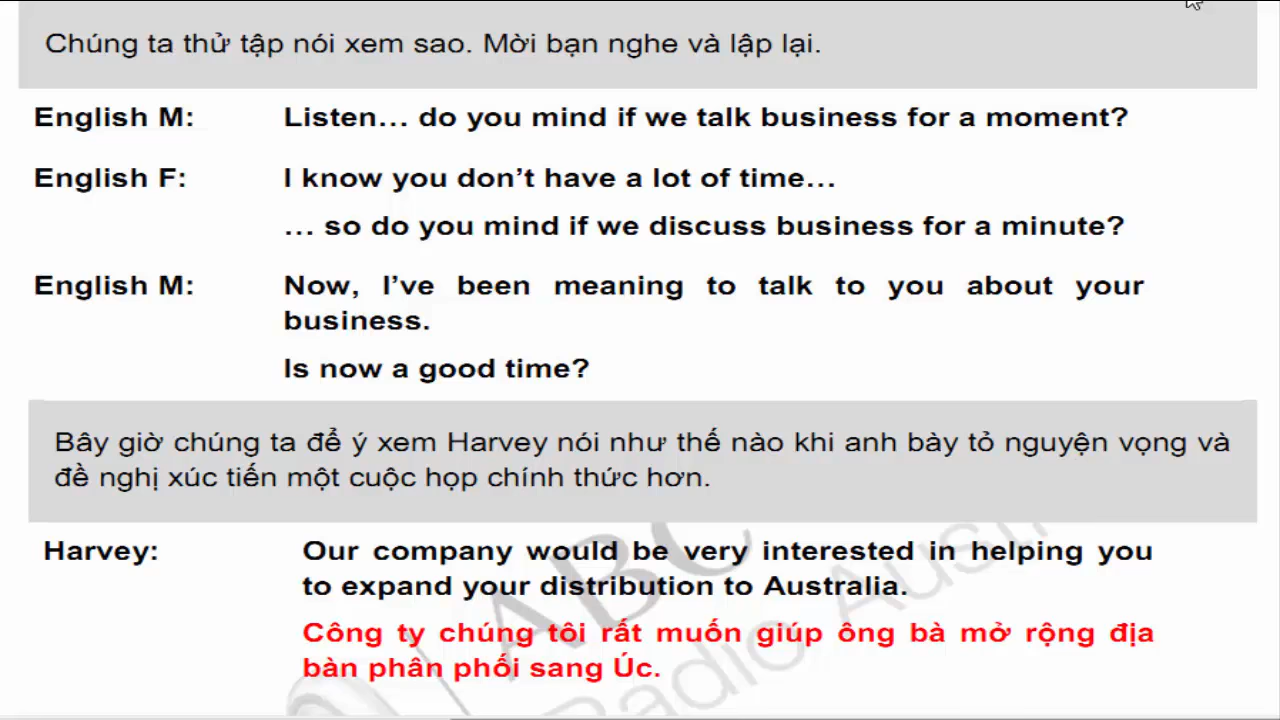 Chúng ta thử tập nói xem sao. Mời bạn nghe và lập lại.
English M: Listen… do you mind if we talk business for a moment?
English F: I know you don’t have a lot of time…
… so do you mind if we discuss business for a minute?
English M: Now, I’ve been meaning to talk to you about your
business.
Is now a good time?
Bây giờ chúng ta để ý xem Harvey nói như thế nào khi anh bày tỏ nguyện vọng và
đề nghị xúc tiến một cuộc họp chính thức hơn.
Harvey: Our company would be very interested in helping you
to expand your distribution to Australia.
Công ty chúng tôi rất muốn giúp ông bà mở rộng địa
bàn phân phối sang Úc.
ABC
Radio